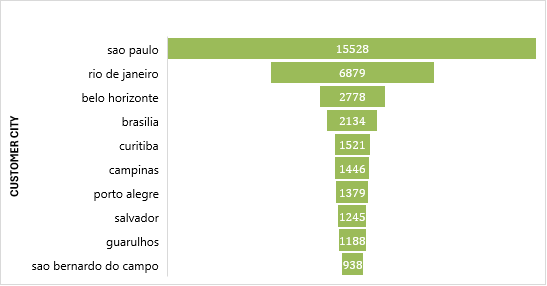 CUSTOMER CITY
sao paulo 15528
rio de janeiro 6879
belo horizonte 2778
brasilia 2134
curitiba 1521
campinas 1446
porto alegre 1379
salvador 1245
guarulhos 1188
sao bernardo do campo 938